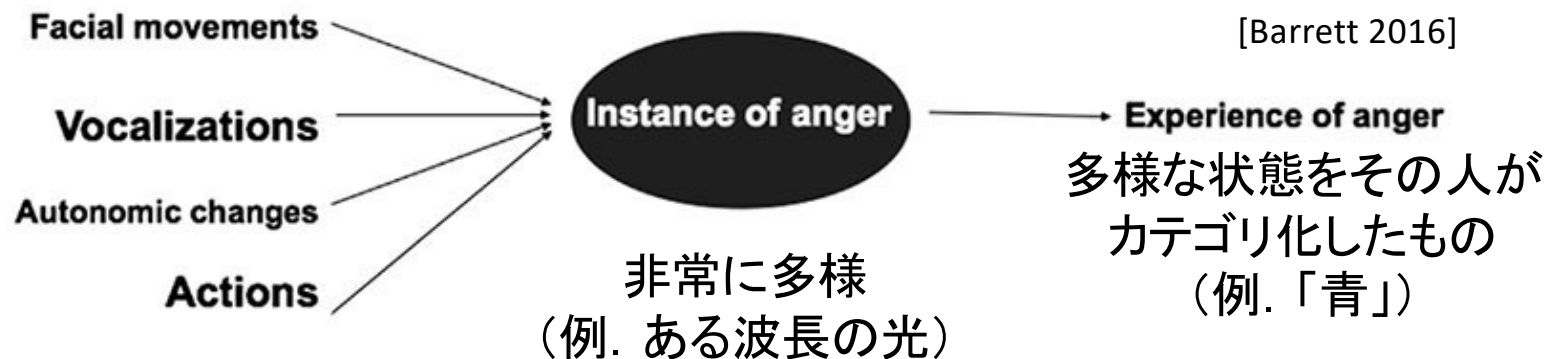 Facial movements
Vocalizations
Autonomic changes
Actions
Instance of anger
非常に多様
（例. ある波長の光）
[Barrett 2016]
Experience of anger
多様な状態をその人が
カテゴリ化したもの
（例. 「青」）